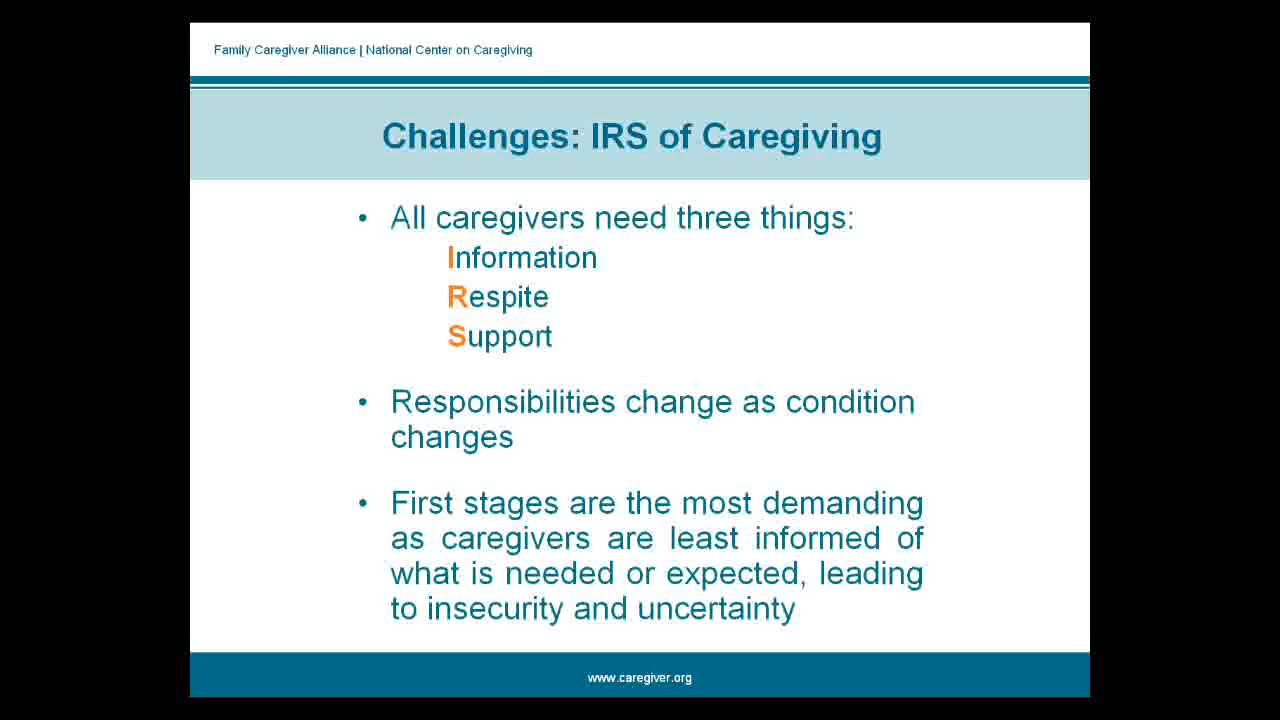 Family Caregiver Alliance | National Center on Caregiving
Challenges: IRS of Caregiving
• All caregivers need three things:
Information
Respite
Support
• Responsibilities change as condition
changes
• First stages are the most demanding
as caregivers are least informed of
what is needed or expected, leading
to insecurity and uncertainty
www.caregiver.org